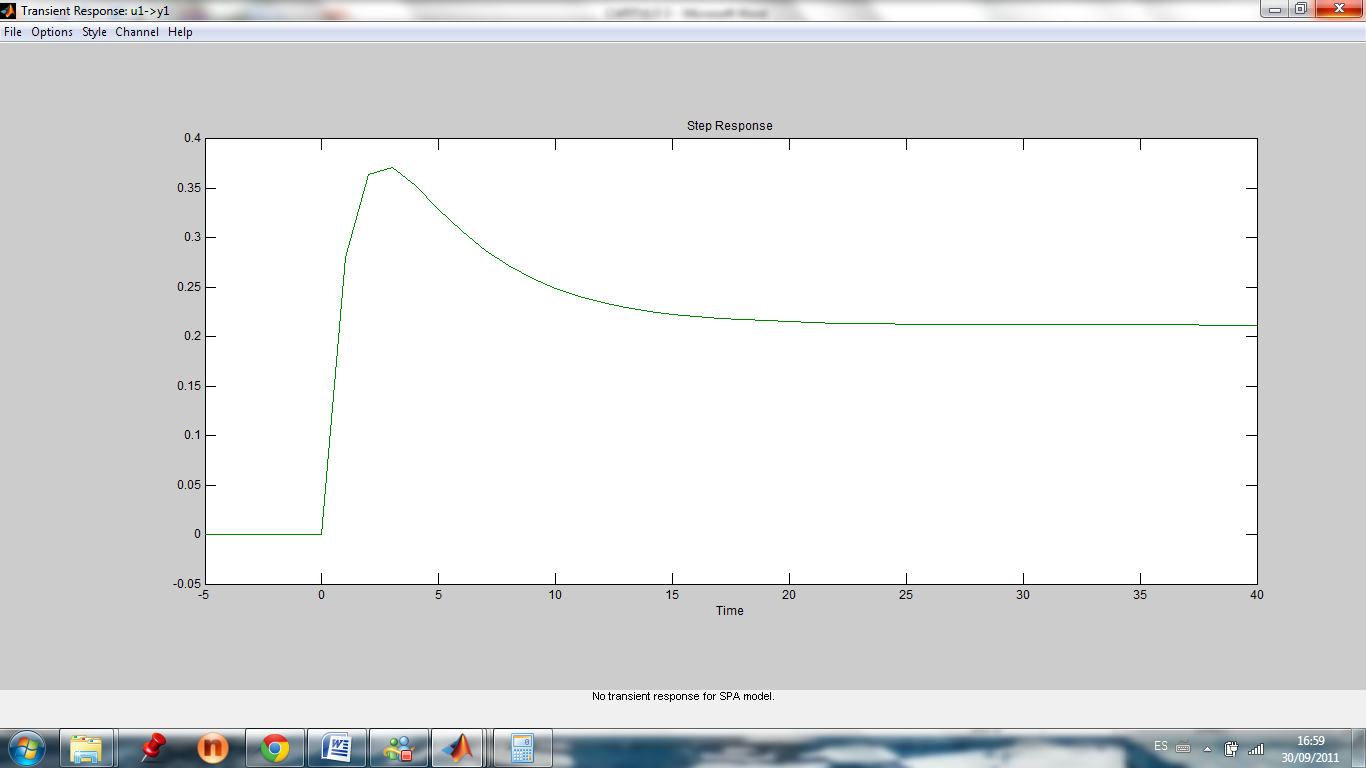 Transient Response: u1->y1
File Options Style Channel Help
Step Response
0.4
0.35
0.3
0.25
0.2
0.15
0.1
0.05
0
-0.05
-5 0 5 10 15 20 25 30 35 40
Time
No transient response for SPA model.
ES 16:59
30/09/2011